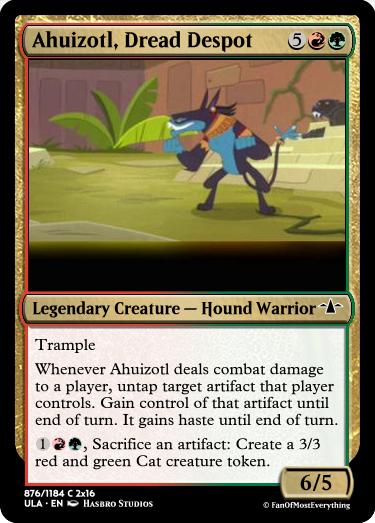 Ahuizotl, Dread Despot 5
Legendary Creature — Hound Warrior
Trample
Whenever Ahuizotl deals combat damage
to a player, untap target artifact that player
controls. Gain control of that artifact until
end of turn. It gains haste until end of turn.
1, Sacrifice an artifact: Create a 3/3
red and green Cat creature token.
6/5
876/1184 C 2x16
ULA • EN Hasbro Studios
© FanOfMostEverything